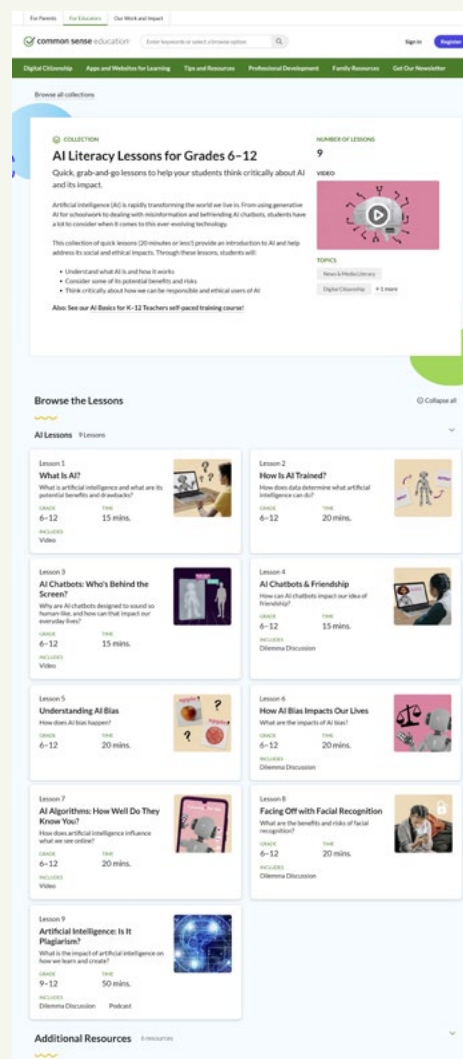 For Parents
For Educators
Our Work and Impact
common sense education
Enter keywords or select a browse option
Sign in
Register
Digital Citizenship
Apps and Websites for Learning
Tips and Resources
Professional Development
Family Resources
Get Our Newsletter
Browse all collections
COLLECTION
AI Literacy Lessons for Grades 6–12
Quick, grab-and-go lessons to help your students think critically about AI
and its impact.
Artificial intelligence (AI) is rapidly transforming the world we live in. From using generative
AI for schoolwork to dealing with misinformation and befriending AI chatbots, students have
a lot to consider when it comes to this ever-evolving technology.
This collection of quick lessons (20 minutes or less!) provide an introduction to AI and help
address its social and ethical impacts. Through these lessons, students will:
• Understand what AI is and how it works
• Consider some of its potential benefits and risks
• Think critically about how we can be responsible and ethical users of AI
Also: See our AI Basics for K–12 Teachers self-paced training course!
NUMBER OF LESSONS
9
VIDEO
TOPICS
News & Media Literacy
Digital Citizenship
+ 1 more
Browse the Lessons
Collapse all
AI Lessons
9 Lessons
Lesson 1
What Is AI?
What is artificial intelligence and what are its
potential benefits and drawbacks?
GRADE
TIME
6–12
15 mins.
INCLUDES
Video
Lesson 2
How Is AI Trained?
How does data determine what artificial
intelligence can do?
GRADE
TIME
6–12
20 mins.
Lesson 3
AI Chatbots: Who's Behind the
Screen?
Why are AI chatbots designed to sound so
human-like, and how can that impact our
everyday lives?
GRADE
TIME
6–12
15 mins.
INCLUDES
Video
Lesson 4
AI Chatbots & Friendship
How can AI chatbots impact our idea of
friendship?
GRADE
TIME
6–12
15 mins.
INCLUDES
Dilemma Discussion
Lesson 5
Understanding AI Bias
How does AI bias happen?
GRADE
TIME
6–12
20 mins.
Lesson 6
How AI Bias Impacts Our Lives
What are the impacts of AI bias?
GRADE
TIME
6–12
20 mins.
INCLUDES
Dilemma Discussion
Lesson 7
AI Algorithms: How Well Do They
Know You?
How does artificial intelligence influence
what we see online?
GRADE
TIME
6–12
20 mins.
INCLUDES
Video
Lesson 8
Facing Off with Facial Recognition
What are the benefits and risks of facial
recognition?
GRADE
TIME
6–12
20 mins.
INCLUDES
Dilemma Discussion
Lesson 9
Artificial Intelligence: Is It
Plagiarism?
What is the impact of artificial intelligence on
how we learn and create?
GRADE
TIME
9–12
50 mins.
INCLUDES
Dilemma Discussion
Podcast
Additional Resources
6 resources